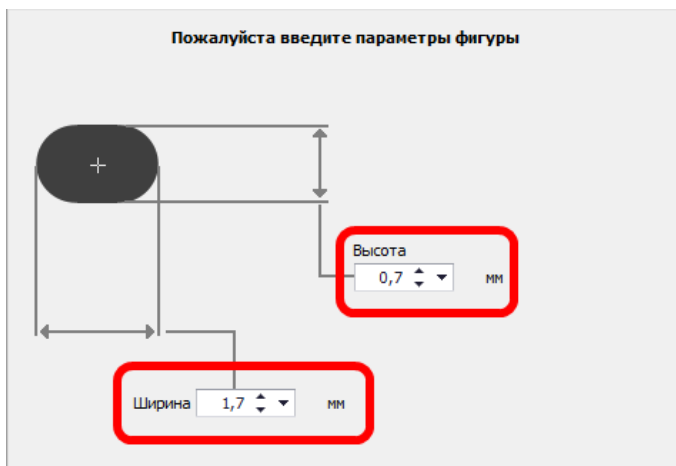 Пожалуйста введите параметры фигуры
Высота
0,7 мм
Ширина 1,7 мм